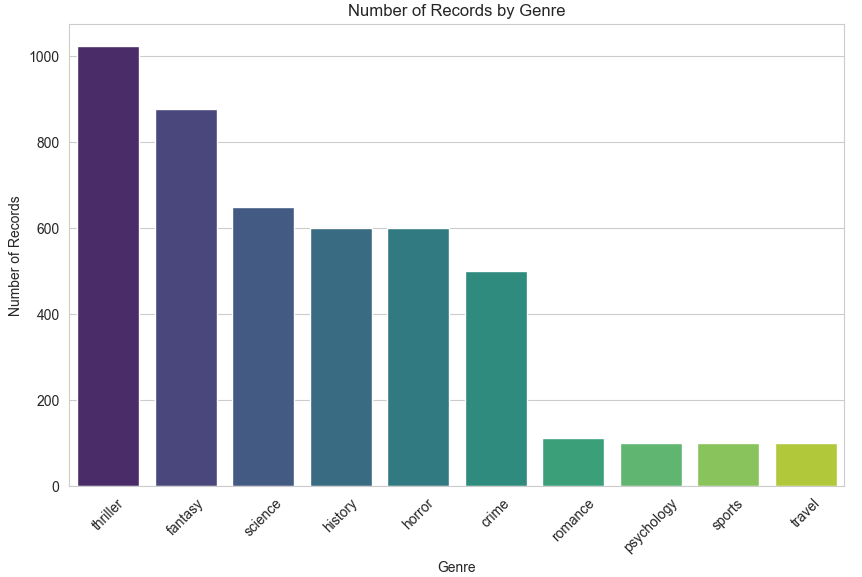 Number of Records by Genre
Number of Records
1000
800
600
400
200
0
thriller
fantasy
science
history
horror
crime
romance
psychology
sports
travel
Genre